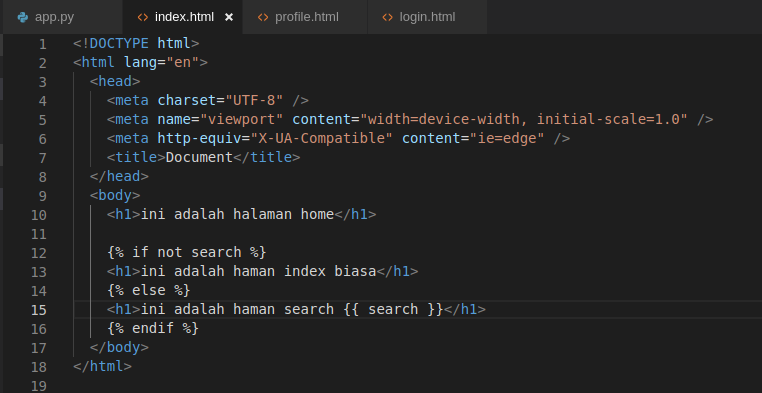 app.py index.html × profile.html login.html
1 <!DOCTYPE html>
2 <html lang="en">
3 <head>
4 <meta charset="UTF-8" />
5 <meta name="viewport" content="width=device-width, initial-scale=1.0" />
6 <meta http-equiv="X-UA-Compatible" content="ie=edge" />
7 <title>Document</title>
8 </head>
9 <body>
10 <h1>ini adalah halaman home</h1>
11
12 {% if not search %}
13 <h1>ini adalah haman index biasa</h1>
14 {% else %}
15 <h1>ini adalah haman search {{ search }}</h1>
16 {% endif %}
17 </body>
18 </html>
19